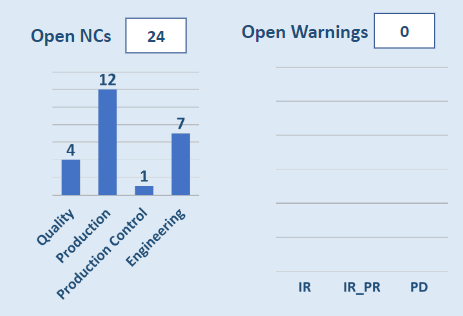 Open NCs 24
Open Warnings 0
12
7
4
1
Quality
Production
Production Control
Engineering
IR IR_PR PD